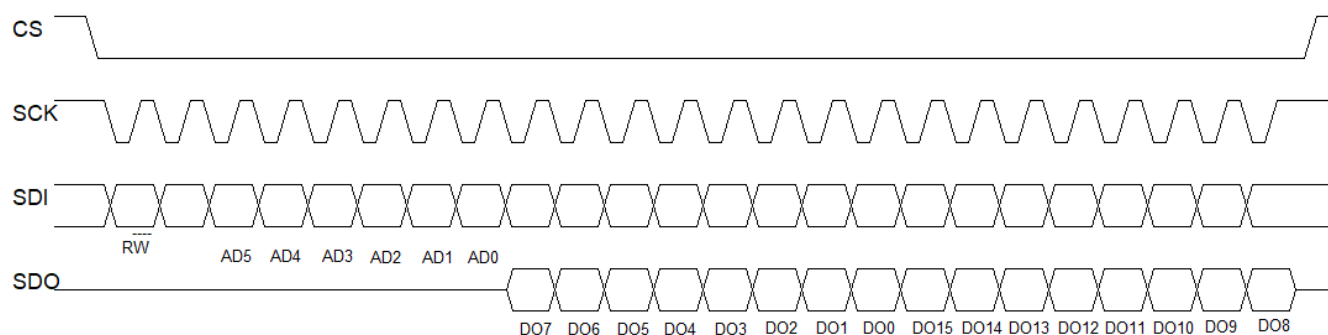 CS
SCK
SDI
RW
AD5 AD4 AD3 AD2 AD1 AD0
SDO
DO7 DO6 DO5 DO4 DO3 DO2 DO1 DO0 DO15 DO14 DO13 DO12 DO11 DO10 DO9 DO8